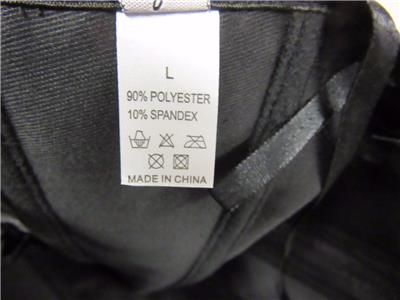 L
90% POLYESTER
10% SPANDEX
MADE IN CHINA